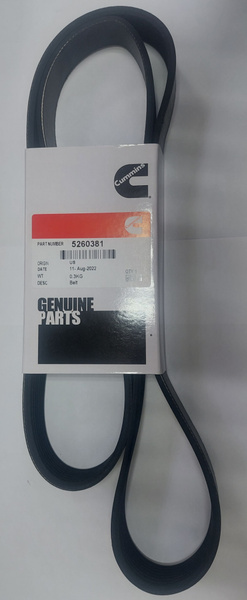 Cummins
PART NUMBER 5260381
ORIGIN US
DATE 11-Aug-2022
WT 0.5KG
DESC Belt
GENUINE
PARTS